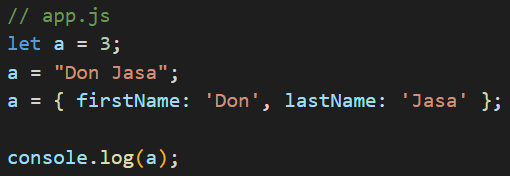 // app.js
let a = 3;
a = "Don Jasa";
a = { firstName: 'Don', lastName: 'Jasa' };
console.log(a);